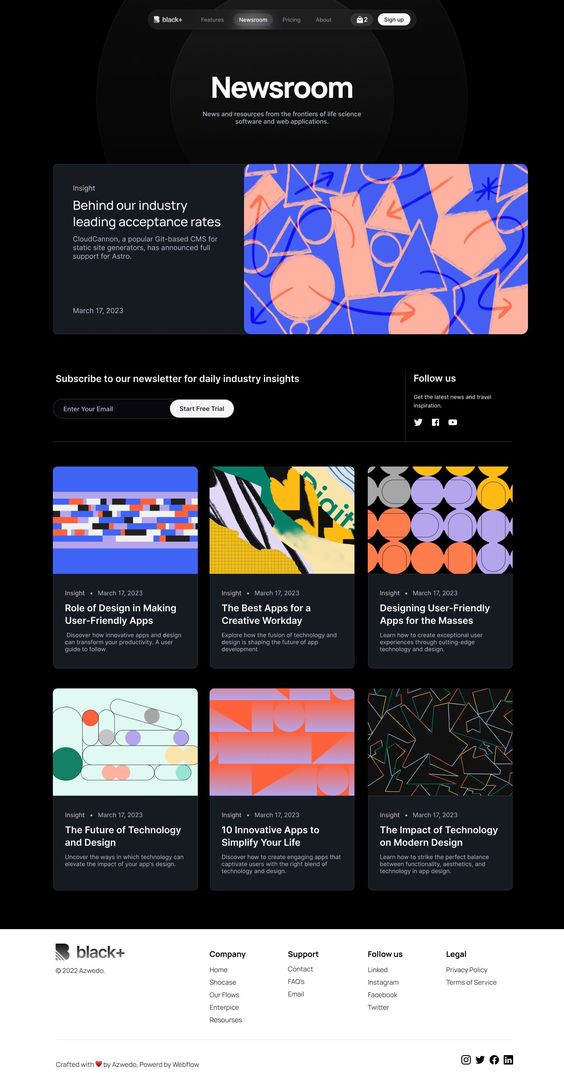 black+
Features
Newsroom
Pricing
About
2
Sign up
Newsroom
News and resources from the frontiers of life science
software and web applications.
Insight
Behind our industry
leading acceptance rates
CloudCannon, a popular Git-based CMS for
static site generators, has announced full
support for Astro.
March 17, 2023
Subscribe to our newsletter for daily industry insights
Enter Your Email
Start Free Trial
Follow us
Get the latest news and travel
inspiration.
Insight • March 17, 2023
Role of Design in Making
User-Friendly Apps
Discover how innovative apps and design
can transform your productivity. A user
guide to follow
Digit
Insight • March 17, 2023
The Best Apps for a
Creative Workday
Explore how the fusion of technology and
design is shaping the future of app
development
Insight • March 17, 2023
Designing User-Friendly
Apps for the Masses
Learn how to create exceptional user
experiences through cutting-edge
technology and design.
Insight • March 17, 2023
The Future of Technology
and Design
Uncover the ways in which technology can
elevate the impact of your app's design.
Insight • March 17, 2023
10 Innovative Apps to
Simplify Your Life
Discover how to create engaging apps that
captivate users with the right blend of
technology and design.
Insight • March 17, 2023
The Impact of Technology
on Modern Design
Learn how to strike the perfect balance
between functionality, aesthetics, and
technology in app design.
black+
© 2022 Azwedo.
Company
Home
Shocase
Our Flows
Enterpice
Resourses
Support
Contact
FAQ's
Email
Follow us
Linked
Instagram
Facebook
Twitter
Legal
Privacy Policy
Terms of Service
Crafted with ❤️ by Azwedo, Powerd by Webflow